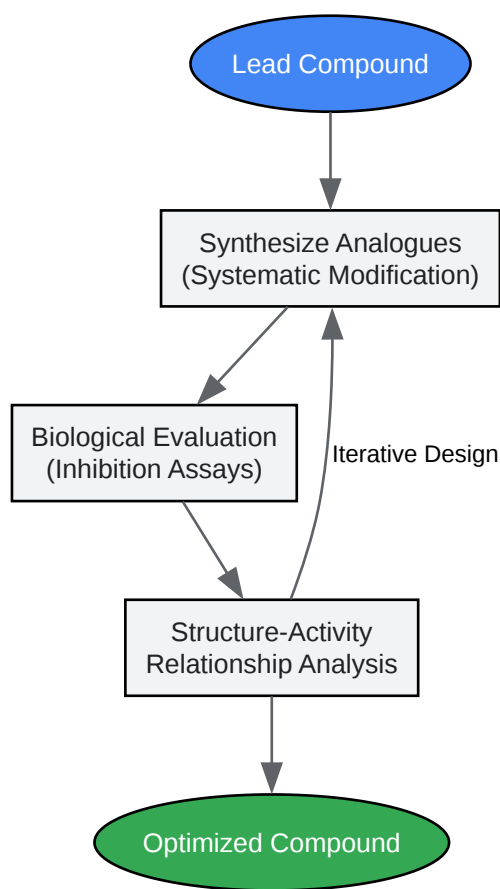 Lead Compound
Synthesize Analogues
(Systematic Modification)
Biological Evaluation
(Inhibition Assays)
Iterative Design
Structure-Activity
Relationship Analysis
Optimized Compound